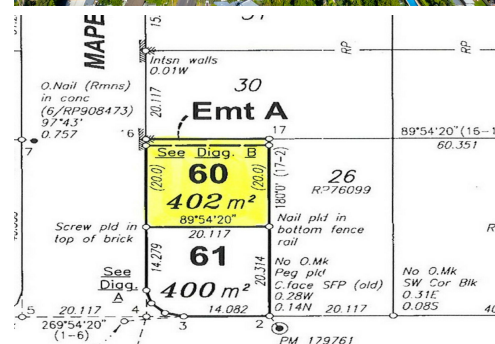 MAPE
15.
20.117
Intsn walls
0.01W
RP
RP
30
O.Nail (Rmns)
in conc
(6/RP908473)
97°43'
0.757
7
Emt A
6
17
89°54'20" (16-1
60.351
See Diag. B
60
(20.0)
(20.0)
402 m²
89°54'20"
20.117
180°0' (17-2)
26
RP76099
Screw pld in
top of brick
Nail pld in
bottom fence
rail
61
14.279
20.314
400 m²
See
Diag.
A
No O.Mk
Peg pld
C.face SFP (old)
0.28W
0.14N
No O.Mk
SW Cor Blk
0.31E
0.08S
5
20.117
4
3
14.082
2
20.117
40
269°54'20"
(1-6)
PM 179761